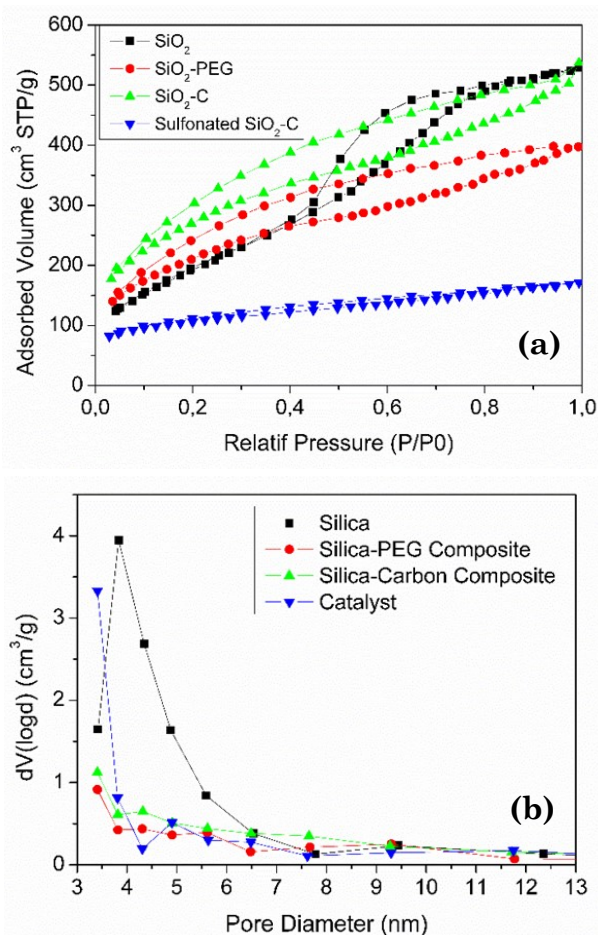 600
500
400
300
200
100
0
Adsorbed Volume (cm³ STP/g)
SiO₂
SiO₂-PEG
SiO₂-C
Sulfonated SiO₂-C
(a)
0,0 0,2 0,4 0,6 0,8 1,0
Relatif Pressure (P/P0)
4
3
2
1
0
dV(logd) (cm³/g)
Silica
Silica-PEG Composite
Silica-Carbon Composite
Catalyst
(b)
3 4 5 6 7 8 9 10 11 12 13
Pore Diameter (nm)